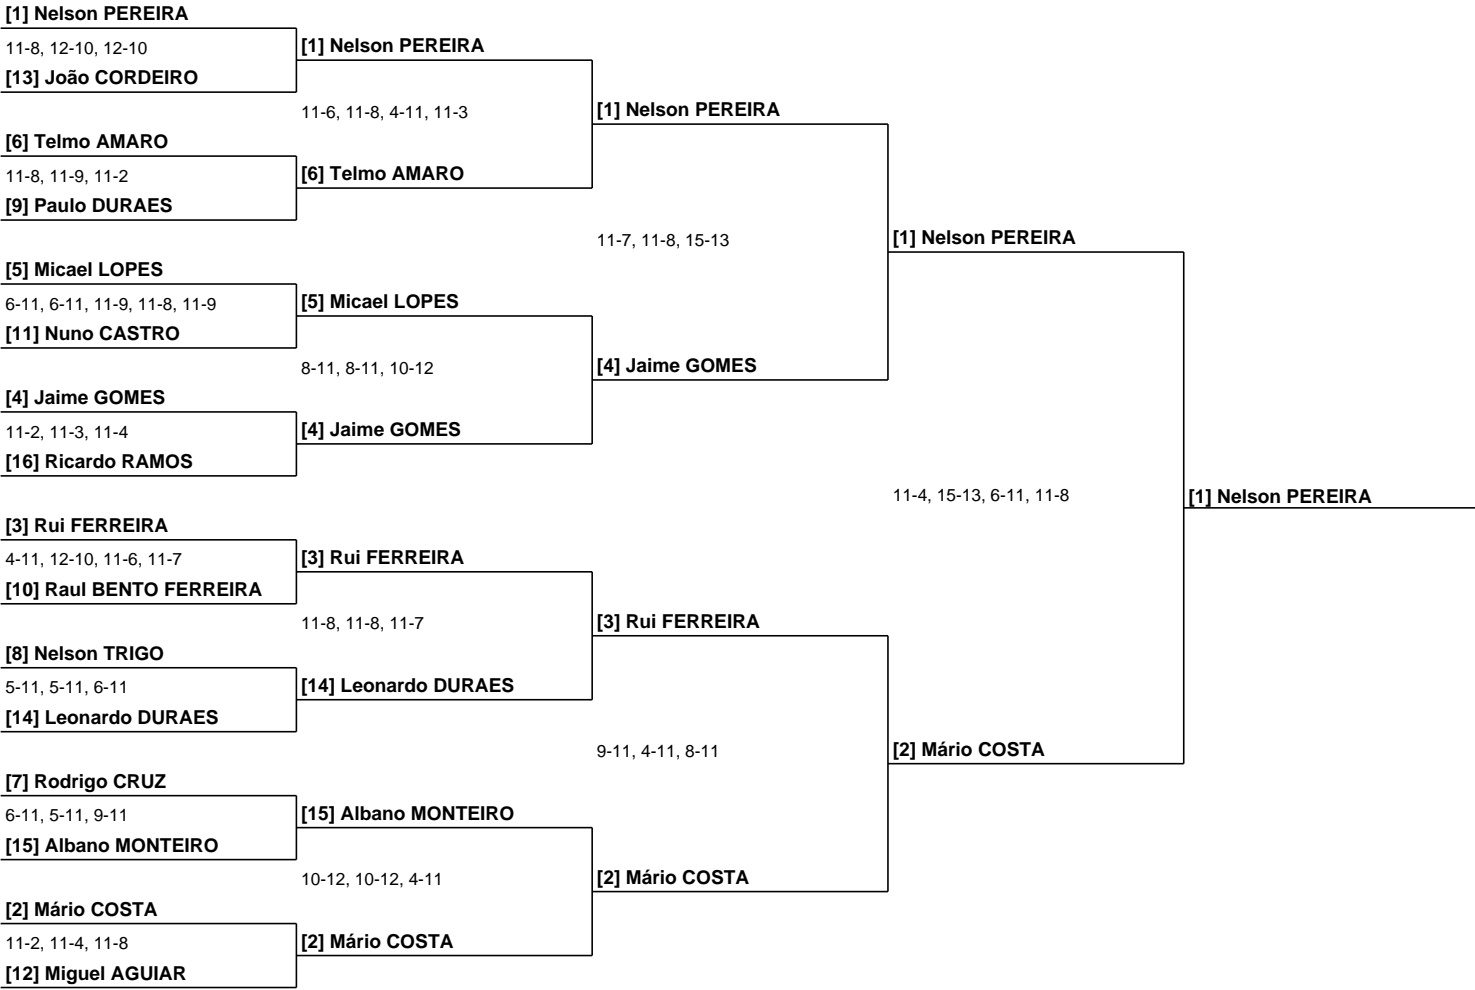 [1] Nelson PEREIRA
11-8, 12-10, 12-10
[1] Nelson PEREIRA
[13] João CORDEIRO
11-6, 11-8, 4-11, 11-3
[1] Nelson PEREIRA
[6] Telmo AMARO
11-8, 11-9, 11-2
[6] Telmo AMARO
[9] Paulo DURAES
11-7, 11-8, 15-13
[1] Nelson PEREIRA
[5] Micael LOPES
6-11, 6-11, 11-9, 11-8, 11-9
[5] Micael LOPES
[11] Nuno CASTRO
8-11, 8-11, 10-12
[4] Jaime GOMES
[4] Jaime GOMES
11-2, 11-3, 11-4
[4] Jaime GOMES
[16] Ricardo RAMOS
11-4, 15-13, 6-11, 11-8
[1] Nelson PEREIRA
[3] Rui FERREIRA
4-11, 12-10, 11-6, 11-7
[3] Rui FERREIRA
[10] Raul BENTO FERREIRA
11-8, 11-8, 11-7
[3] Rui FERREIRA
[8] Nelson TRIGO
5-11, 5-11, 6-11
[14] Leonardo DURAES
[14] Leonardo DURAES
9-11, 4-11, 8-11
[2] Mário COSTA
[7] Rodrigo CRUZ
6-11, 5-11, 9-11
[15] Albano MONTEIRO
[15] Albano MONTEIRO
10-12, 10-12, 4-11
[2] Mário COSTA
[2] Mário COSTA
11-2, 11-4, 11-8
[2] Mário COSTA
[12] Miguel AGUIAR